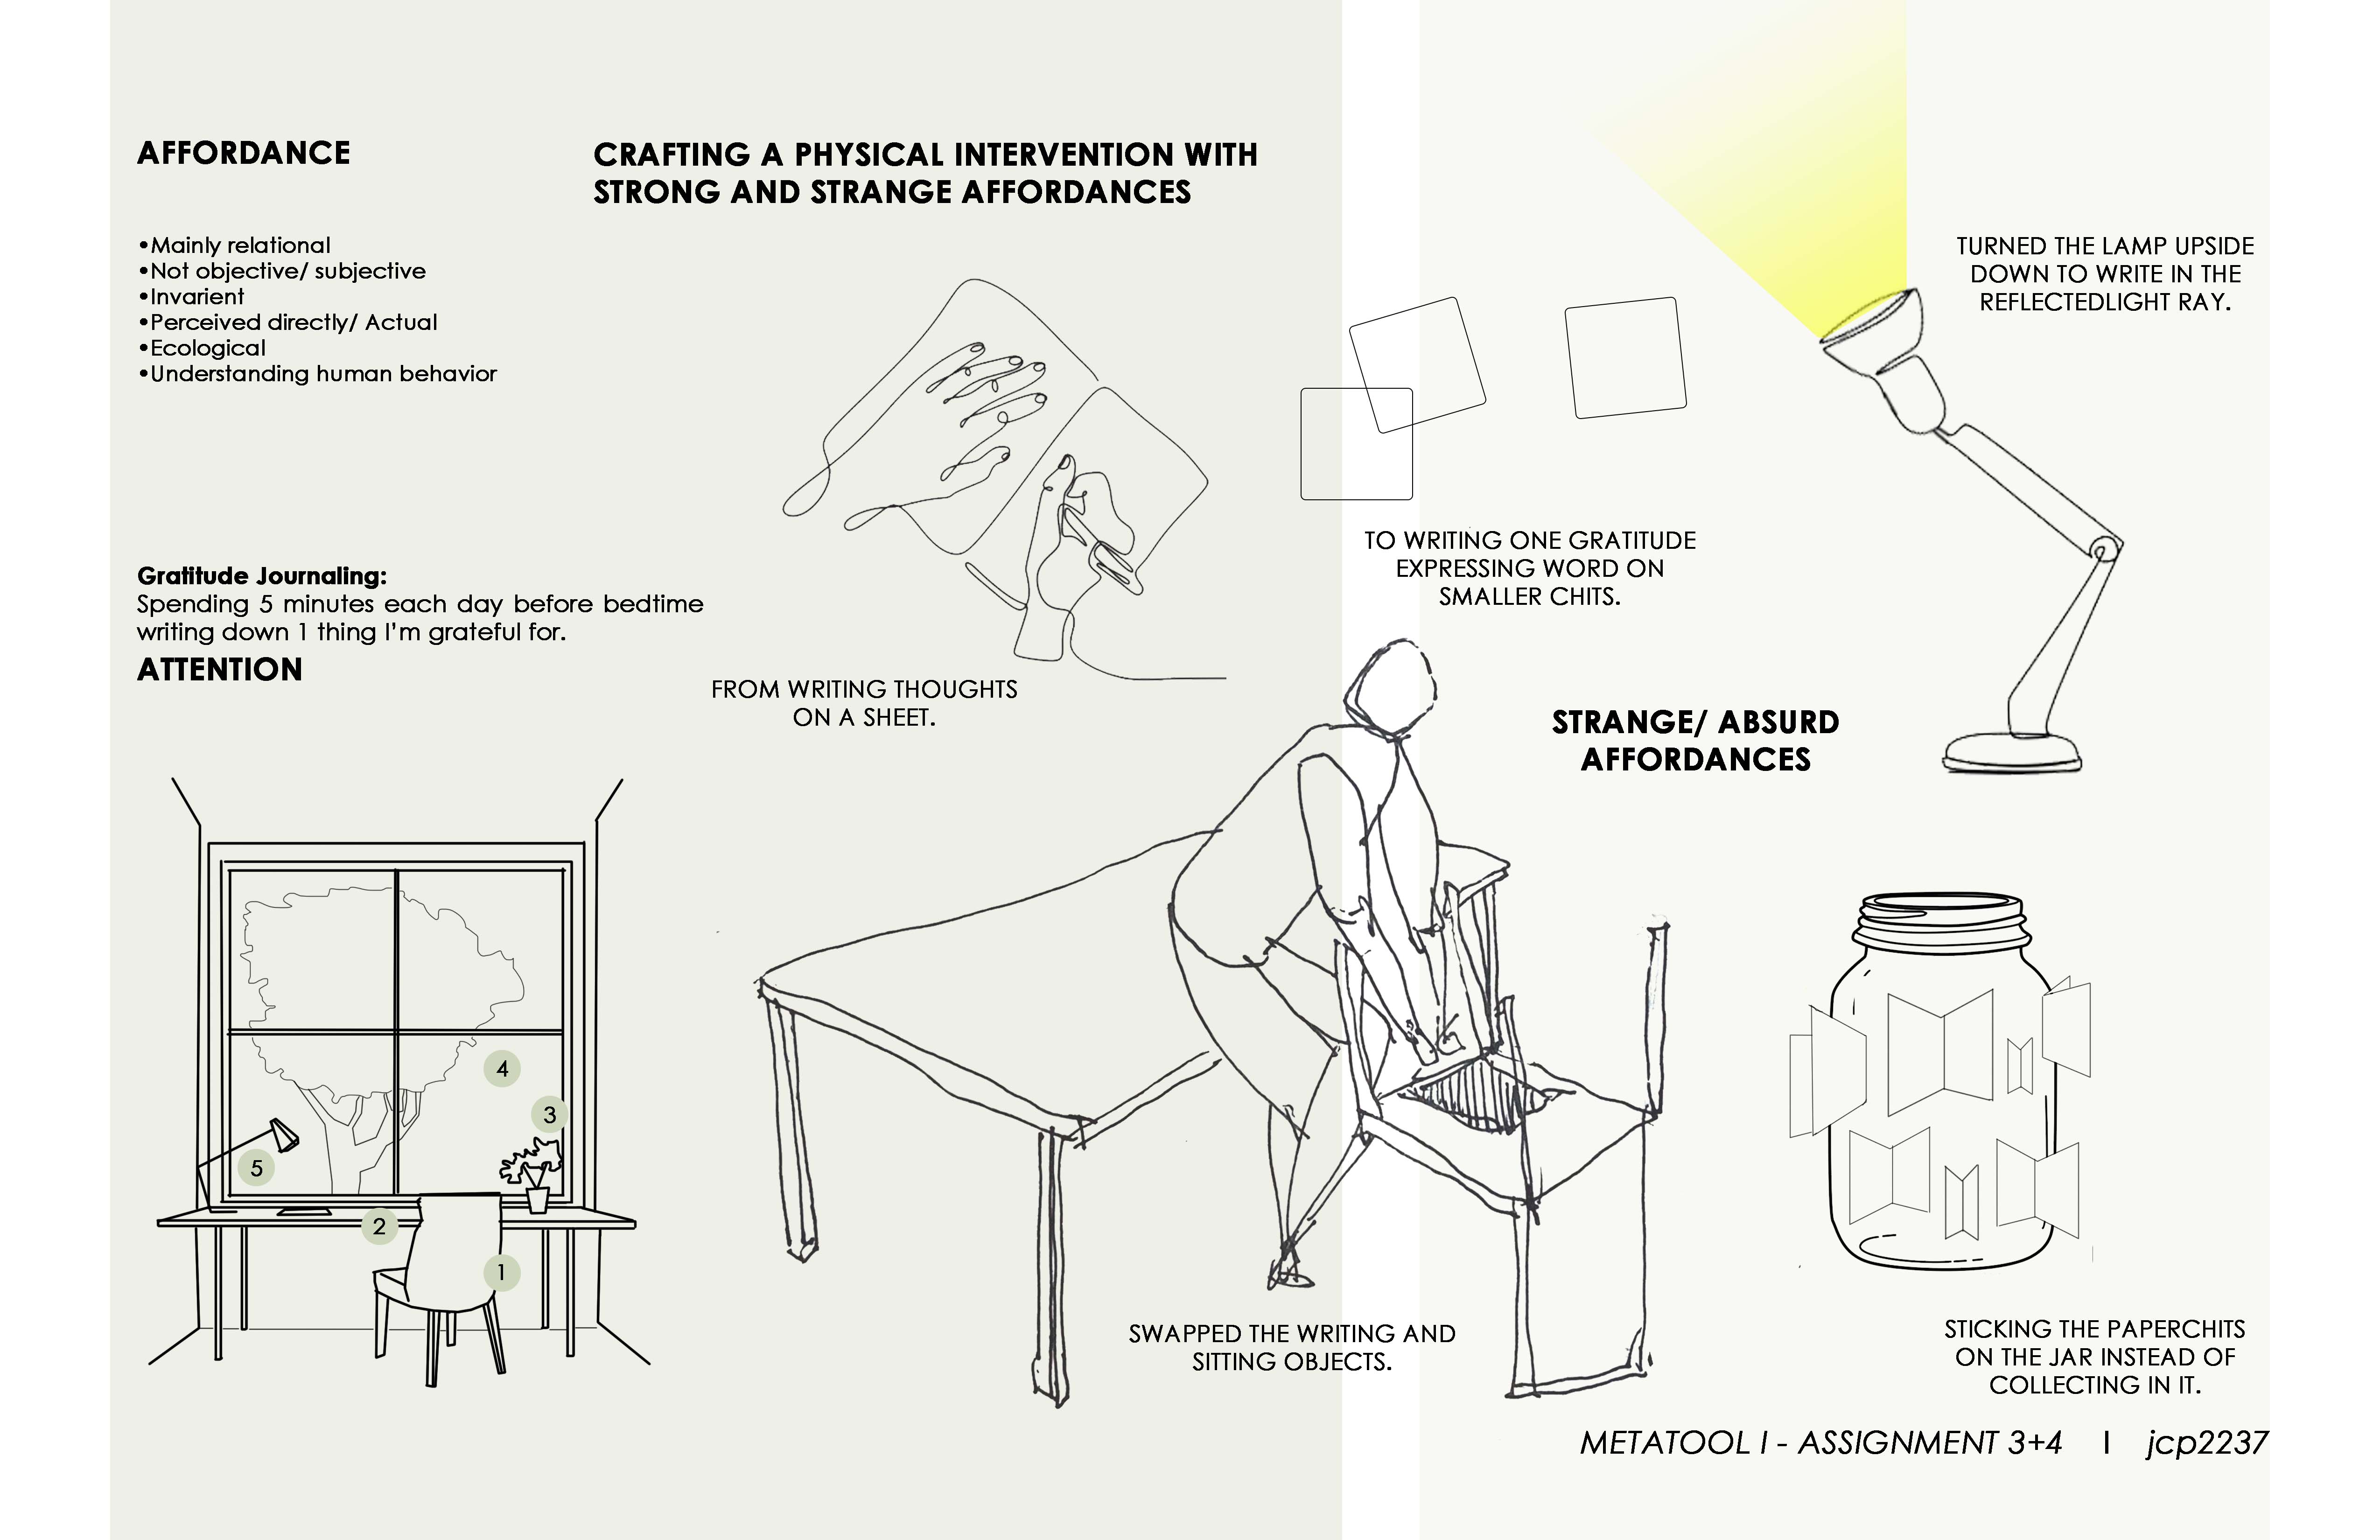 AFFORDANCE
•Mainly relational
•Not objective/ subjective
•Invarient
•Perceived directly/ Actual
•Ecological
•Understanding human behavior
Gratitude Journaling:
Spending 5 minutes each day before bedtime
writing down 1 thing I'm grateful for.
ATTENTION
4
3
5
2
1
CRAFTING A PHYSICAL INTERVENTION WITH
STRONG AND STRANGE AFFORDANCES
FROM WRITING THOUGHTS
ON A SHEET.
TO WRITING ONE GRATITUDE
EXPRESSING WORD ON
SMALLER CHITS.
TURNED THE LAMP UPSIDE
DOWN TO WRITE IN THE
REFLECTEDLIGHT RAY.
STRANGE/ ABSURD
AFFORDANCES
SWAPPED THE WRITING AND
SITTING OBJECTS.
STICKING THE PAPERCHITS
ON THE JAR INSTEAD OF
COLLECTING IN IT.
METATOOL I - ASSIGNMENT 3+4 I jcp2237